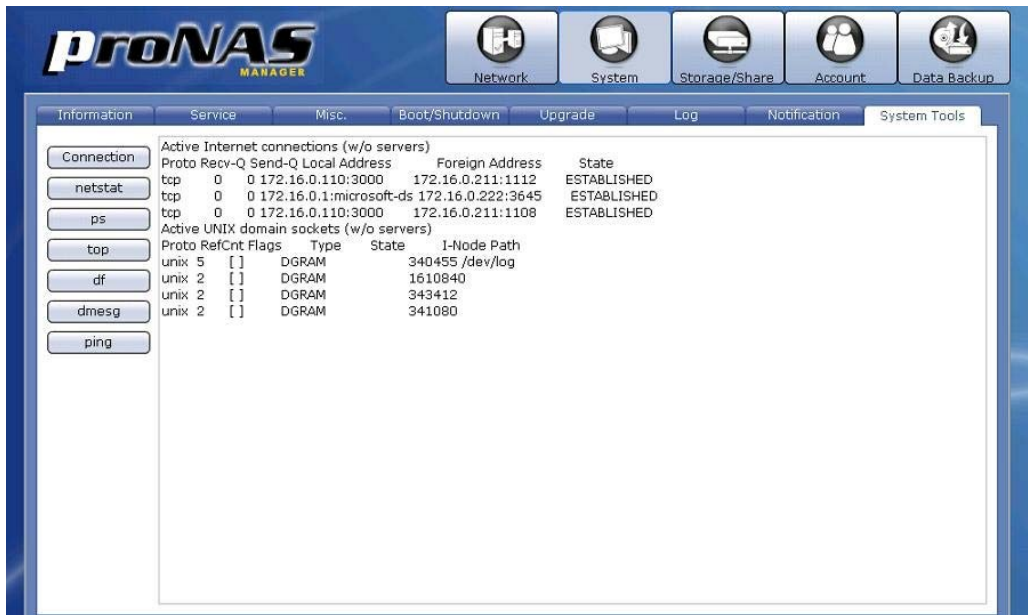 proNAS
MANAGER
Network System Storage/Share Account Data Backup
Information Service Misc. Boot/Shutdown Upgrade Log Notification System Tools
Connection
netstat
ps
top
df
dmesg
ping
Active Internet connections (w/o servers)
Proto Recv-Q Send-Q Local Address Foreign Address State
tcp 0 0 172.16.0.110:3000 172.16.0.211:1112 ESTABLISHED
tcp 0 0 172.16.0.1:microsoft-ds 172.16.0.222:3645 ESTABLISHED
tcp 0 0 172.16.0.110:3000 172.16.0.211:1108 ESTABLISHED
Active UNIX domain sockets (w/o servers)
Proto RefCnt Flags Type State I-Node Path
unix 5 [ ] DGRAM 340455 /dev/log
unix 2 [ ] DGRAM 1610840
unix 2 [ ] DGRAM 343412
unix 2 [ ] DGRAM 341080